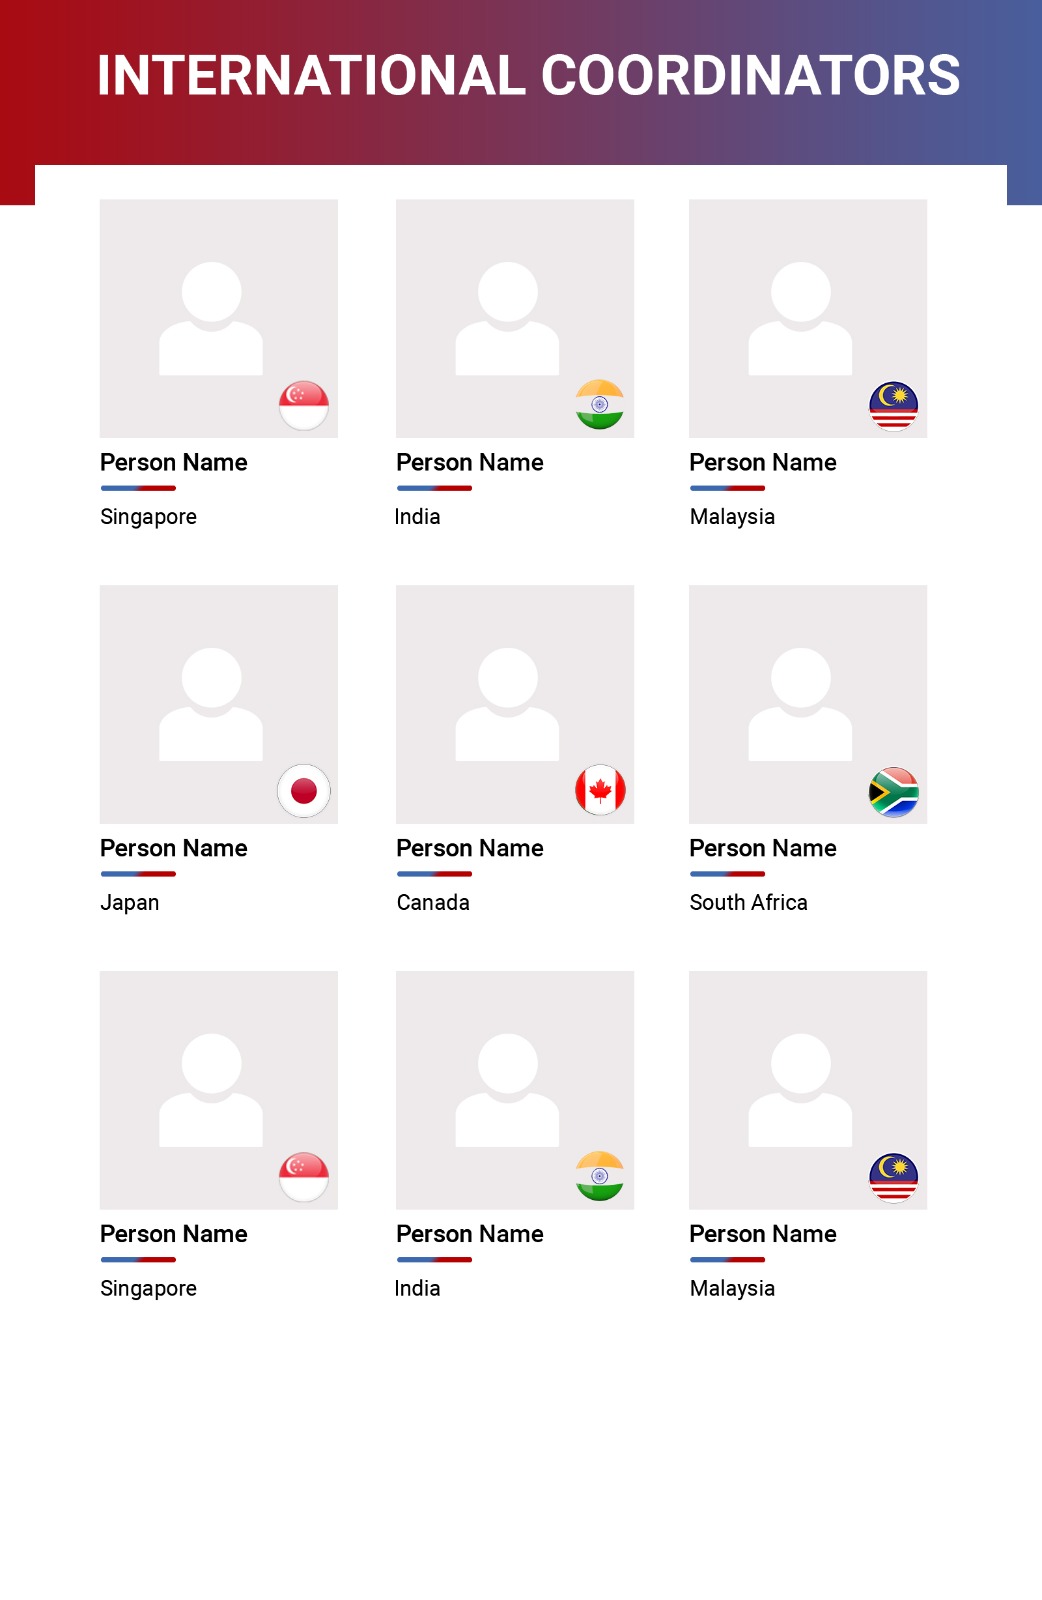 INTERNATIONAL COORDINATORS
Person Name
Singapore
Person Name
India
Person Name
Malaysia
Person Name
Japan
Person Name
Canada
Person Name
South Africa
Person Name
Singapore
Person Name
India
Person Name
Malaysia